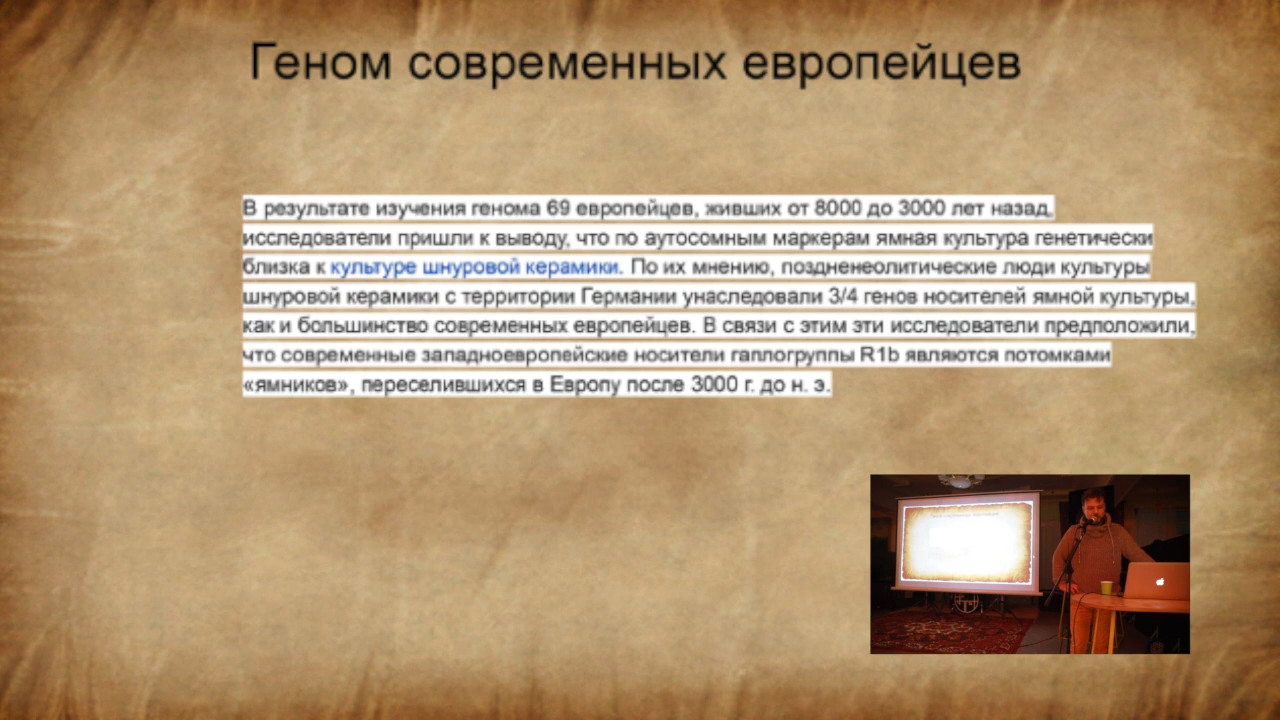 Геном современных европейцев
В результате изучения генома 69 европейцев, живших от 8000 до 3000 лет назад,
исследователи пришли к выводу, что по аутосомным маркерам ямная культура генетически
близка к культуре шнуровой керамики. По их мнению, поздненеолитические люди культуры
шнуровой керамики с территории Германии унаследовали 3/4 генов носителей ямной культуры,
как и большинство современных европейцев. В связи с этим эти исследователи предположили,
что современные западноевропейские носители гаплогруппы R1b являются потомками
«ямников», переселившихся в Европу после 3000 г. до н. э.